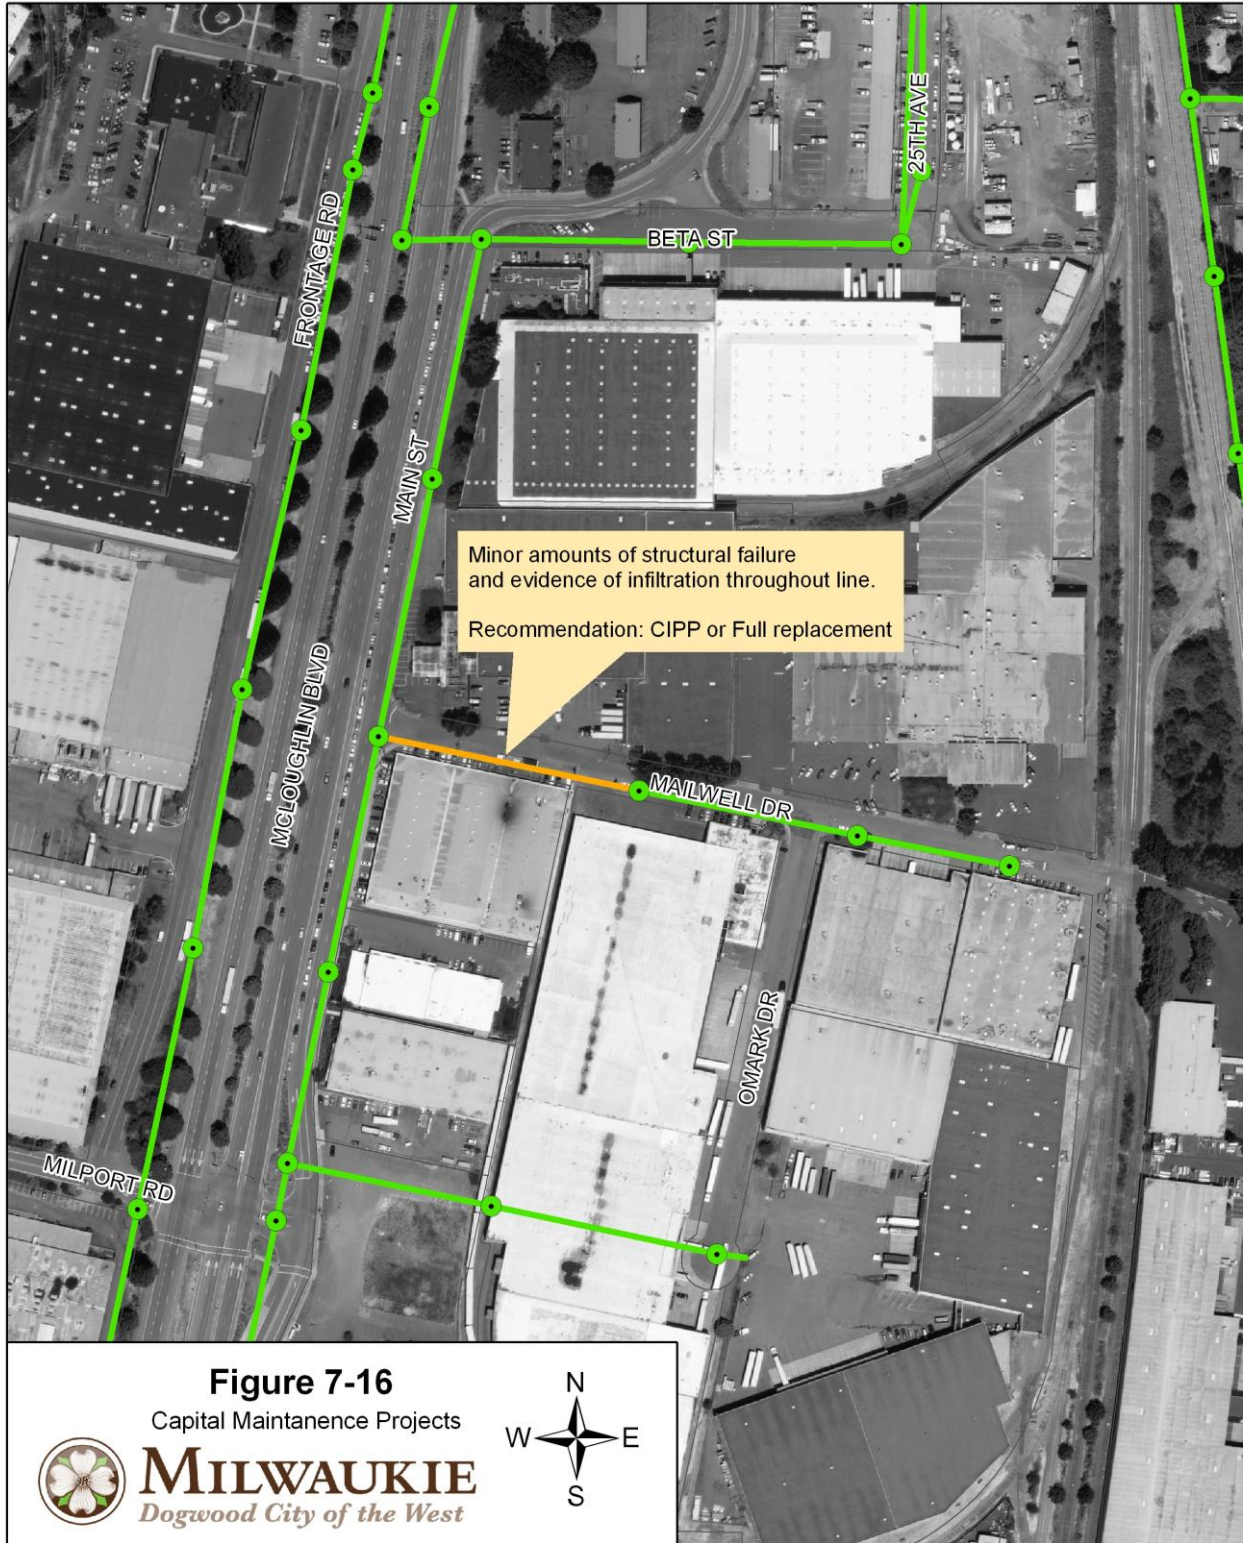 25TH AVE
BETA ST
FRONTAGE RD
MAIN ST
Minor amounts of structural failure
and evidence of infiltration throughout line.
Recommendation: CIPP or Full replacement
MCLOUGHLIN BLVD
MAILWELL DR
OMARK DR
MILPORT RD
Figure 7-16
Capital Maintanence Projects
MILWAUKIE
Dogwood City of the West
N
W
E
S